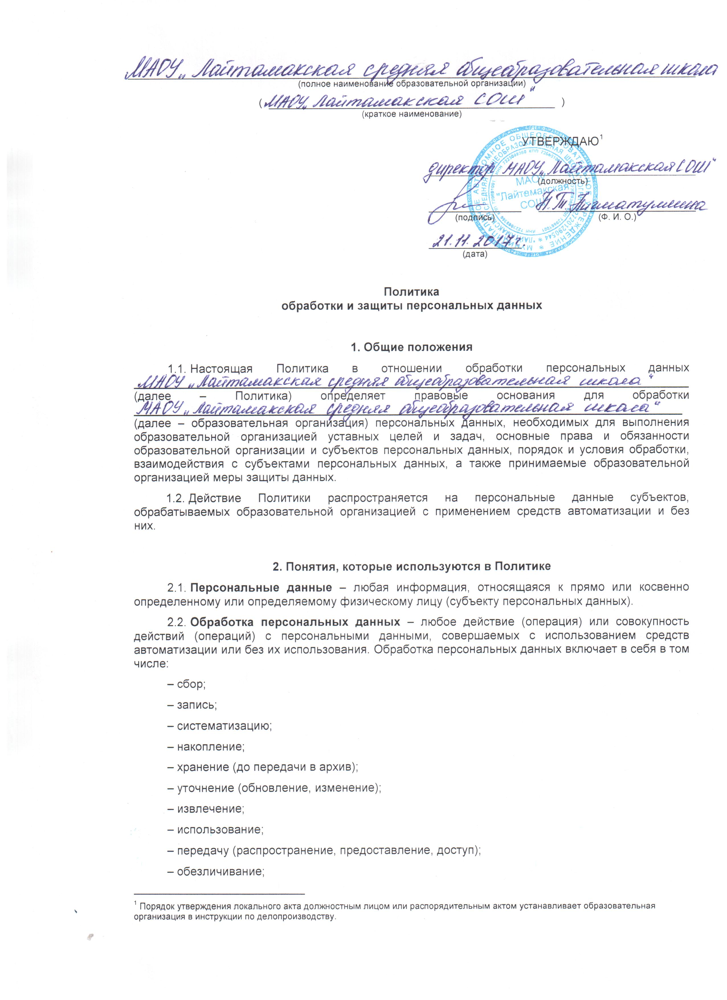 МАОУ „Лайтамакская средняя общеобразовательная школа"
(полное наименование образовательной организации)
( МАОУ „Лайтамакская СОШ" )
(краткое наименование)
УТВЕРЖДАЮ1
директор МАОУ „Лайтамакская СОШ"
(должность)
Н.Т. Нигматуллина
(подпись) (Ф. И. О.)
21.11.2017г.
(дата)
МАОУ
"Лайтамакская
СОШ"
Политика
обработки и защиты персональных данных
1. Общие положения
1.1. Настоящая Политика в отношении обработки персональных данных
МАОУ „Лайтамакская средняя общеобразовательная школа"
(далее – Политика) определяет правовые основания для обработки
МАОУ „Лайтамакская средняя общеобразовательная школа"
(далее – образовательная организация) персональных данных, необходимых для выполнения
образовательной организацией уставных целей и задач, основные права и обязанности
образовательной организации и субъектов персональных данных, порядок и условия обработки,
взаимодействия с субъектами персональных данных, а также принимаемые образовательной
организацией меры защиты данных.
1.2. Действие Политики распространяется на персональные данные субъектов,
обрабатываемых образовательной организацией с применением средств автоматизации и без
них.
2. Понятия, которые используются в Политике
2.1. Персональные данные – любая информация, относящаяся к прямо или косвенно
определенному или определяемому физическому лицу (субъекту персональных данных).
2.2. Обработка персональных данных – любое действие (операция) или совокупность
действий (операций) с персональными данными, совершаемых с использованием средств
автоматизации или без их использования. Обработка персональных данных включает в себя в том
числе:
– сбор;
– запись;
– систематизацию;
– накопление;
– хранение (до передачи в архив);
– уточнение (обновление, изменение);
– извлечение;
– использование;
– передачу (распространение, предоставление, доступ);
– обезличивание;
1 Порядок утверждения локального акта должностным лицом или распорядительным актом устанавливает образовательная
организация в инструкции по делопроизводству.